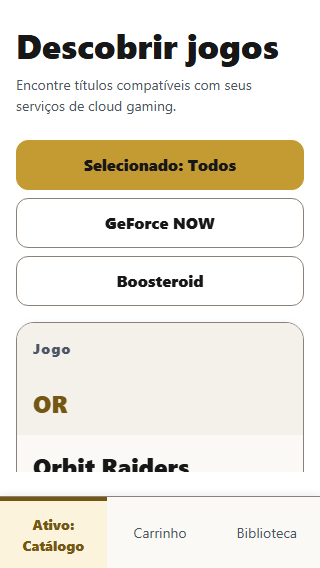 Descobrir jogos
Encontre títulos compatíveis com seus
serviços de cloud gaming.
Selecionado: Todos
GeForce NOW
Boosteroid
Jogo
OR
Orbit Raiders
Ativo:
Catálogo
Carrinho
Biblioteca